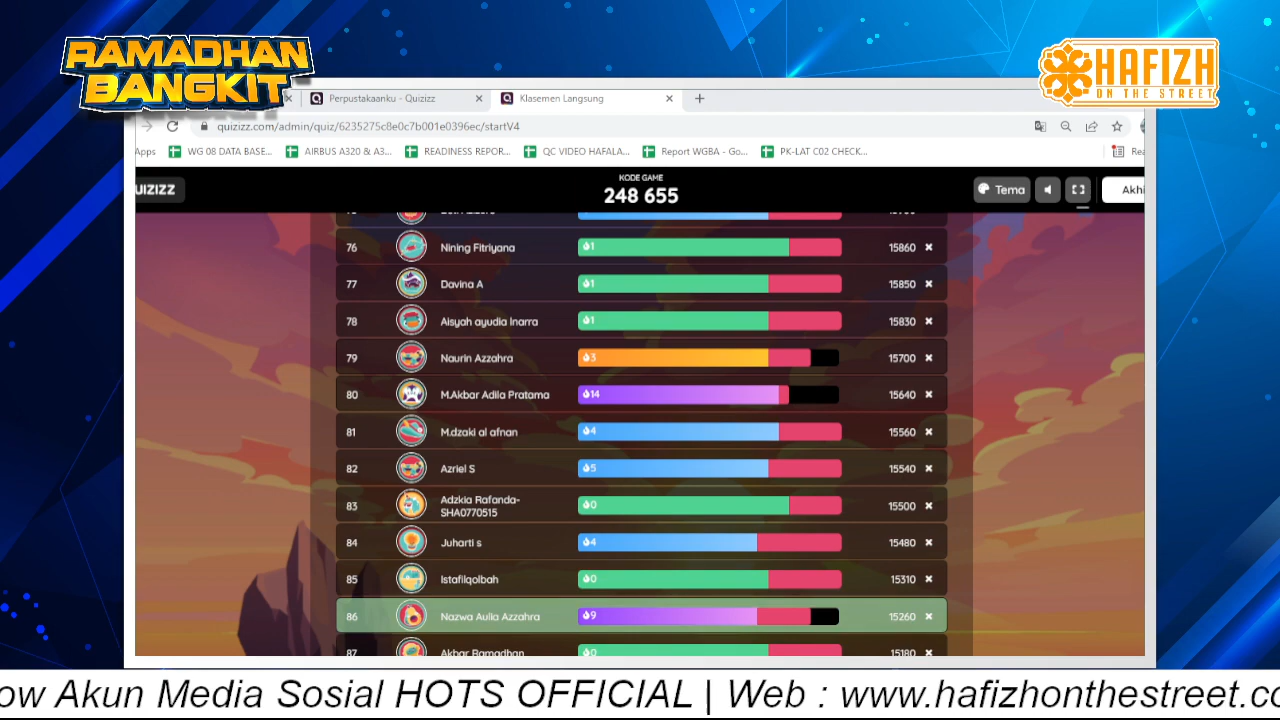 RAMADHAN
BANGKIT
HAFIZH
ON THE STREET
Perpustakaanku - Quizizz
Klasemen Langsung
quizizz.com/admin/quiz/6235275c8e0c7b001e0396ec/startV4
Apps WG 08 DATA BASE... AIRBUS A320 & A3... READINESS REPOR... QC VIDEO HAFALA... Report WGBA - Go... PK-LAT C02 CHECK... Rea
UIZIZZ
KODE GAME
248 655
Tema
Akhi
76 Nining Fitriyana 1 15860
77 Davina A 1 15850
78 Aisyah ayudia Inarra 1 15830
79 Naurin Azzahra 3 15700
80 M.Akbar Adila Pratama 14 15640
81 M.dzaki al afnan 4 15560
82 Azriel S 5 15540
83 Adzkia Rafanda-
SHA0770515 0 15500
84 Juharti s 4 15480
85 Istafilqolbah 0 15310
86 Nazwa Aulia Azzahra 9 15260
87 Akbar Ramadhan 0 15180
ow Akun Media Sosial HOTS OFFICIAL | Web : www.hafizhonthestreet.co